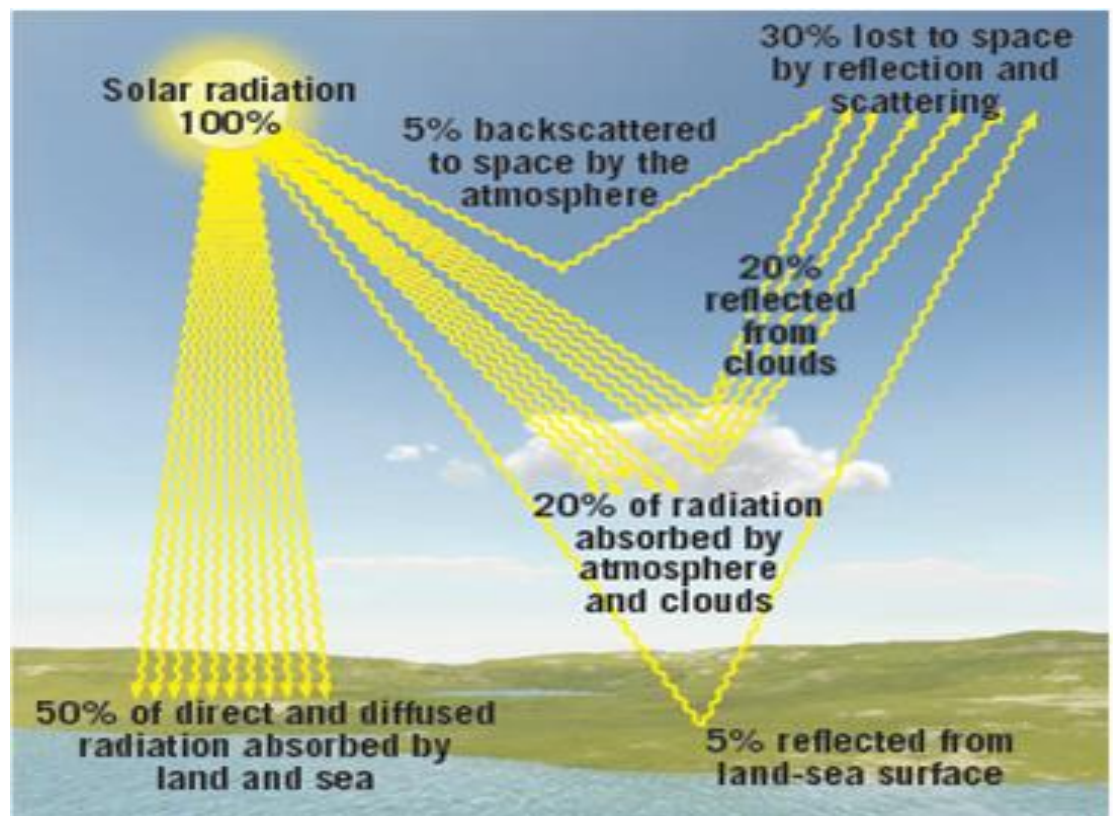 Solar radiation
100%
30% lost to space
by reflection and
scattering
5% backscattered
to space by the
atmosphere
20%
reflected
from
clouds
20% of radiation
absorbed by
atmosphere
and clouds
50% of direct and diffused
radiation absorbed by
land and sea
5% reflected from
land-sea surface